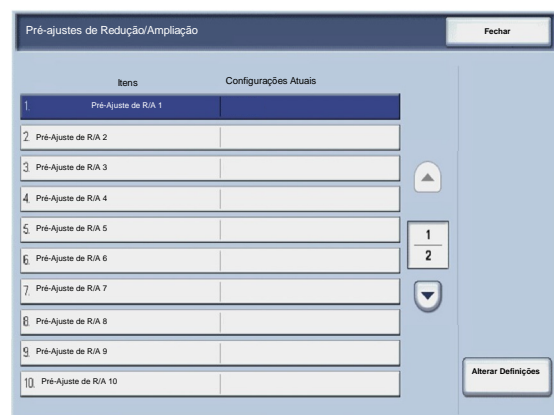 Pré-ajustes de Redução/Ampliação
Fechar
Itens Configurações Atuais
1. Pré-Ajuste de R/A 1
2. Pré-Ajuste de R/A 2
3. Pré-Ajuste de R/A 3
4. Pré-Ajuste de R/A 4
5. Pré-Ajuste de R/A 5
6. Pré-Ajuste de R/A 6
7. Pré-Ajuste de R/A 7
8. Pré-Ajuste de R/A 8
9. Pré-Ajuste de R/A 9
10. Pré-Ajuste de R/A 10
1
2
Alterar Definições